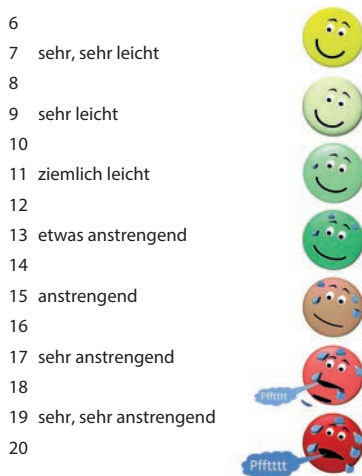 6
7 sehr, sehr leicht
8
9 sehr leicht
10
11 ziemlich leicht
12
13 etwas anstrengend
14
15 anstrengend
16
17 sehr anstrengend
Pfftttt
18
19 sehr, sehr anstrengend
20
Pfftttt